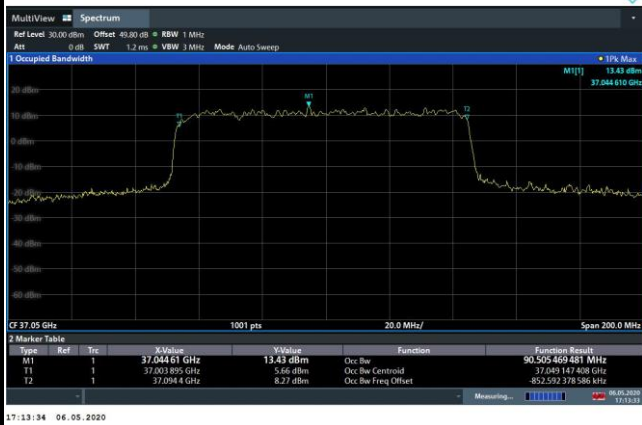 MultiView Spectrum
Ref Level 30.00 dBm Offset 49.80 dB RBW 1 MHz
Att 0 dB SWT 1.2 ms VBW 3 MHz Mode Auto Sweep
1 Occupied Bandwidth 1Pk Max
M1[1] 13.43 dBm
37.044 610 GHz
20 dBm
M1
T1
T2
10 dBm
0 dBm
-10 dBm
-20 dBm
-30 dBm
-40 dBm
-50 dBm
-60 dBm
CF 37.05 GHz 1001 pts 20.0 MHz/ Span 200.0 MHz
2 Marker Table
Type Ref Trc X-Value Y-Value Function Function Result
M1 1 37.044 61 GHz 13.43 dBm Occ Bw 90.505 469 481 MHz
T1 1 37.003 895 GHz 5.66 dBm Occ Bw Centroid 37.049 147 408 GHz
T2 1 37.094 4 GHz 8.27 dBm Occ Bw Freq Offset -852.592 378 586 kHz
Measuring... 06.05.2020
17:13:33
17:13:34 06.05.2020